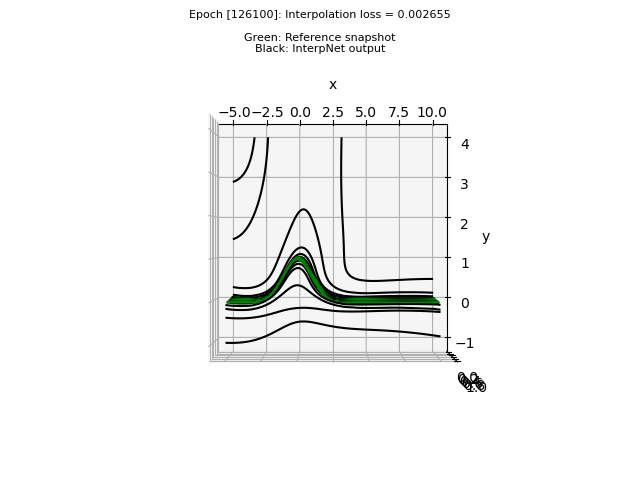 Epoch [126100]: Interpolation loss = 0.002655
Green: Reference snapshot
Black: InterpNet output
x
−5.0 −2.5 0.0 2.5 5.0 7.5 10.0
4
3
2
y
1
0
−1